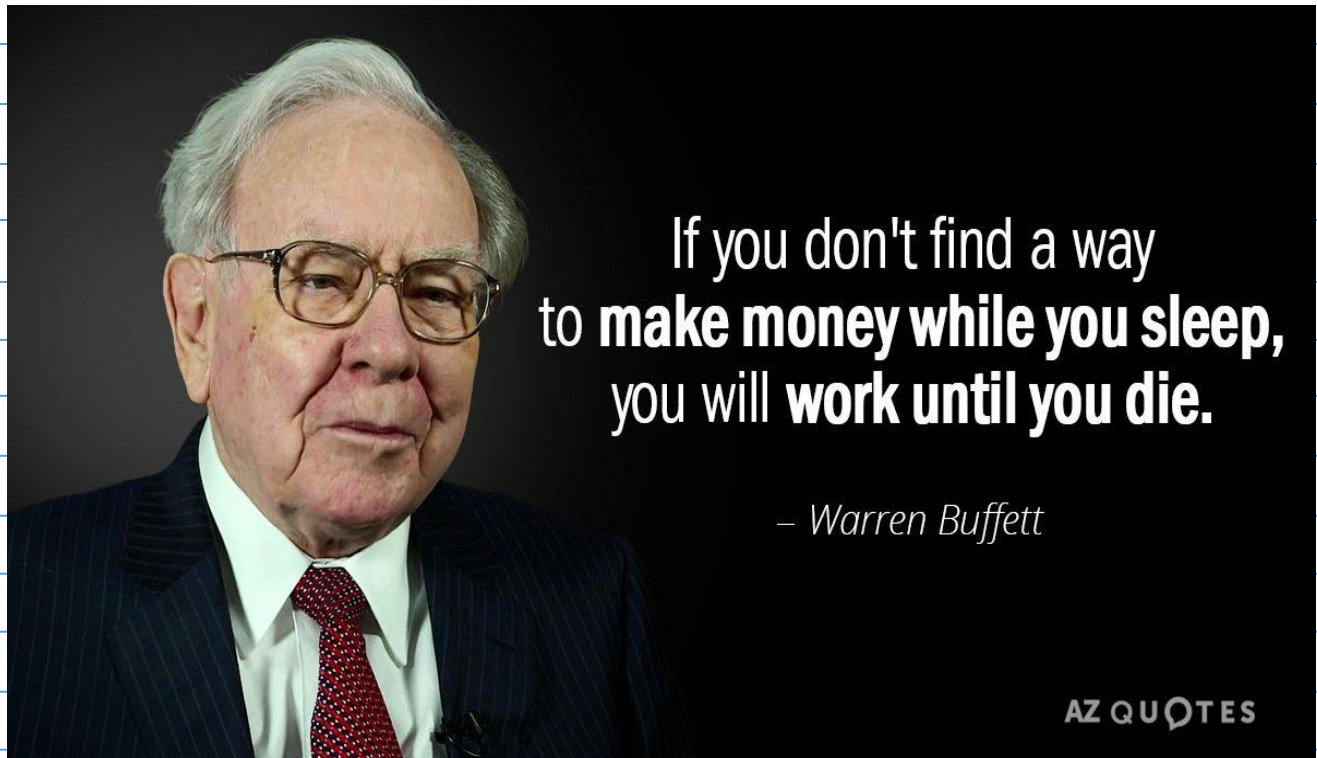 If you don't find a way
to make money while you sleep,
you will work until you die.
– Warren Buffett
AZ QUOTES